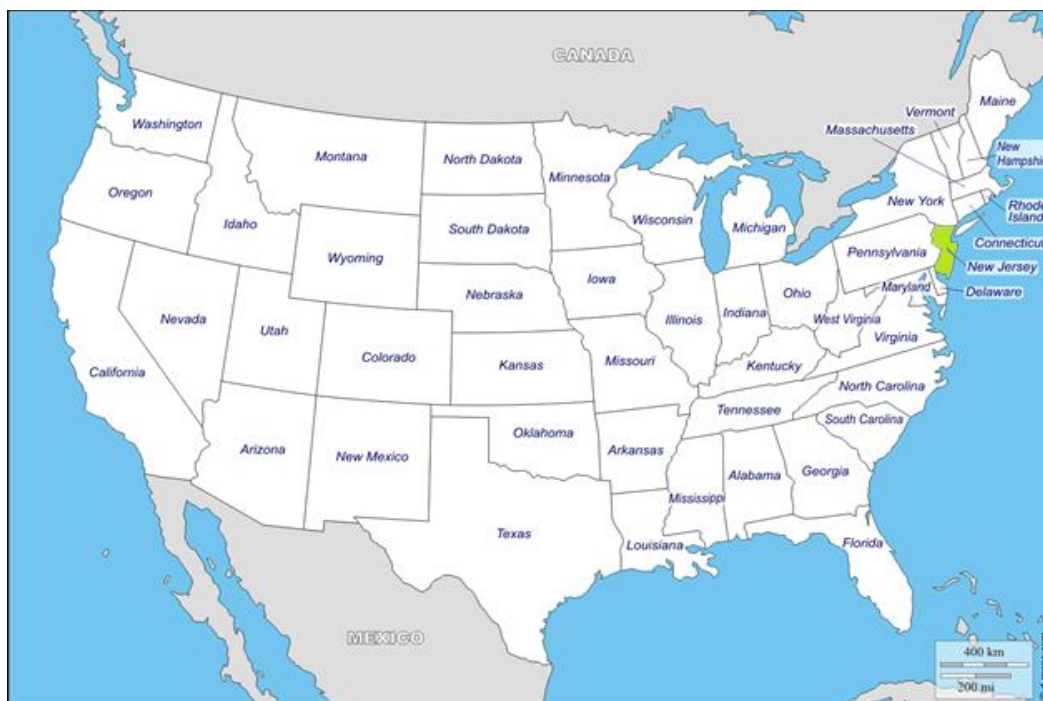 CANADA
Washington
Montana
North Dakota
Minnesota
Vermont
Maine
Massachusetts
New
Hampshir
Oregon
Idaho
Wyoming
South Dakota
Wisconsin
Michigan
New York
Rhode
Island
Connecticut
Pennsylvania
New Jersey
Nebraska
Iowa
Ohio
Maryland
Delaware
Nevada
Utah
Colorado
Kansas
Illinois
Indiana
West Virginia
Virginia
California
Missouri
Kentucky
North Carolina
Tennessee
South Carolina
Arizona
New Mexico
Oklahoma
Arkansas
Mississippi
Alabama
Georgia
Texas
Louisiana
Florida
MEXICO
400 km
200 mi